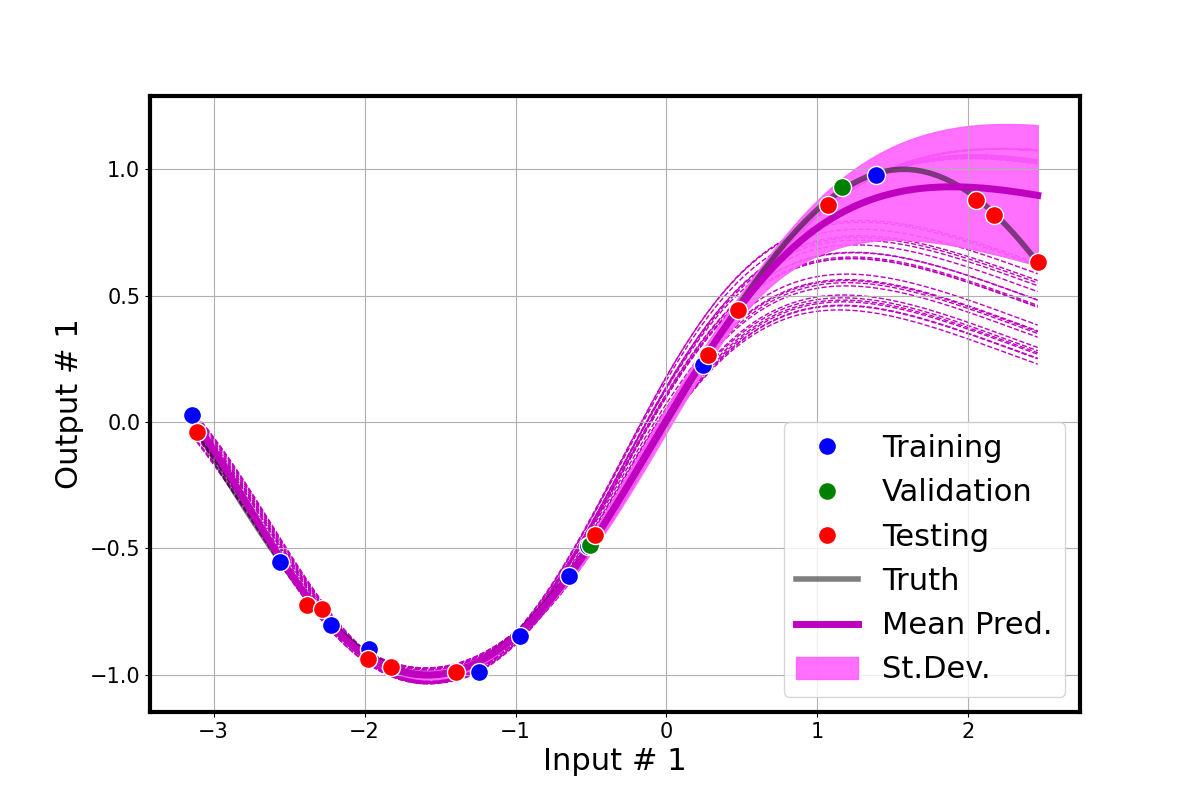 1.0
0.5
0.0
−0.5
−1.0
Output # 1
Training
Validation
Testing
Truth
Mean Pred.
St.Dev.
−3 −2 −1 0 1 2
Input # 1